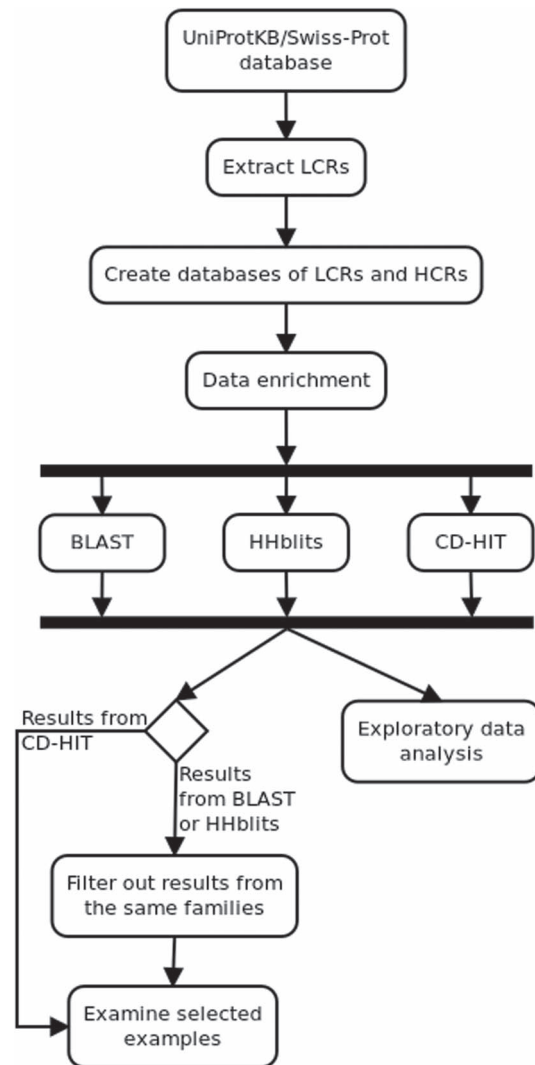 UniProtKB/Swiss-Prot
database
Extract LCRs
Create databases of LCRs and HCRs
Data enrichment
BLAST
HHblits
CD-HIT
Results from
CD-HIT
Results
from BLAST
or HHblits
Exploratory data
analysis
Filter out results from
the same families
Examine selected
examples